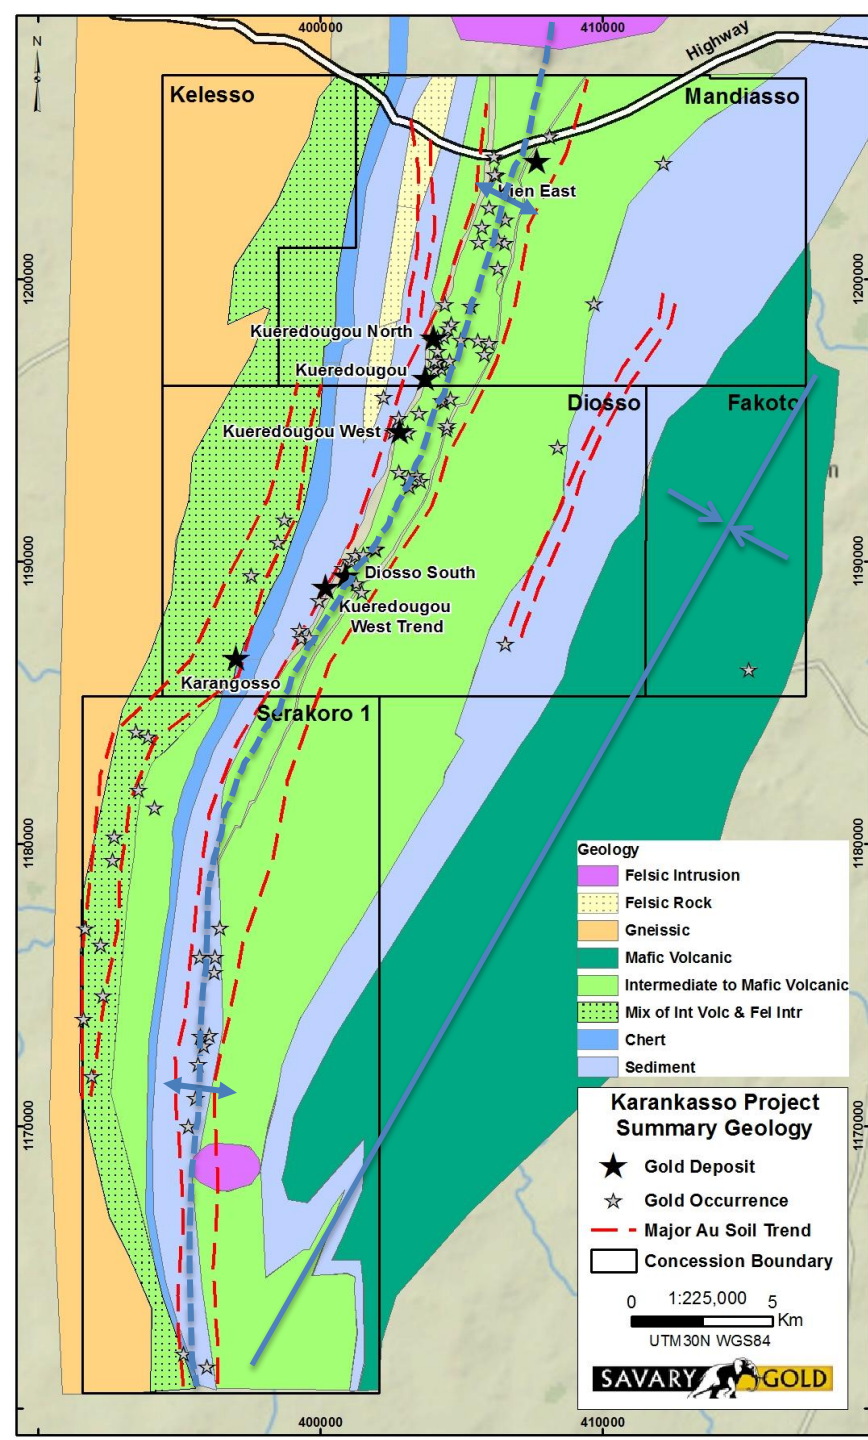 400000
410000
N
Highway
Kelesso
Mandiasso
Kien East
1200000
1200000
Kueredougou North
Kueredougou
Diosso
Fakoto
Kueredougou West
n
1190000
1190000
Diosso South
Kueredougou
West Trend
Karangosso
Serakoro 1
1180000
1180000
Geology
Felsic Intrusion
Felsic Rock
Gneissic
Mafic Volcanic
Intermediate to Mafic Volcanic
Mix of Int Volc & Fel Intr
Chert
Sediment
1170000
1170000
Karankasso Project
Summary Geology
Gold Deposit
Gold Occurrence
Major Au Soil Trend
Concession Boundary
0 1:225,000 5
Km
UTM30N WGS84
SAVARY GOLD
400000
410000